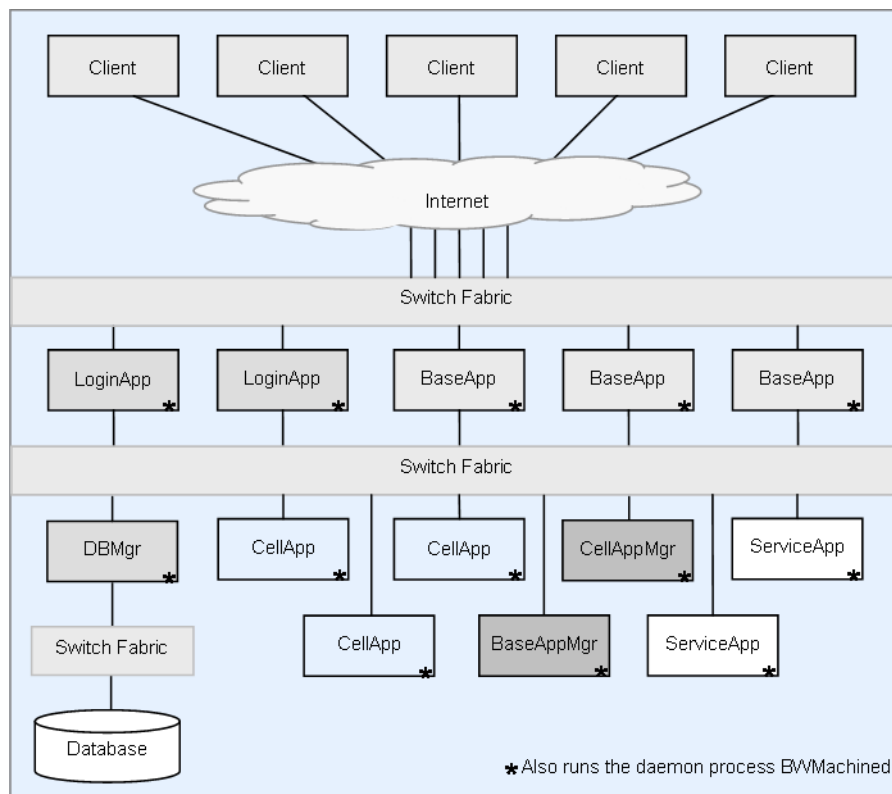 Client
Client
Client
Client
Client
Internet
Switch Fabric
LoginApp
*
LoginApp
*
BaseApp
*
BaseApp
*
BaseApp
*
Switch Fabric
DBMgr
*
CellApp
*
CellApp
*
CellAppMgr
*
ServiceApp
*
Switch Fabric
CellApp
*
BaseAppMgr
*
ServiceApp
*
Database
* Also runs the daemon process BWMachined